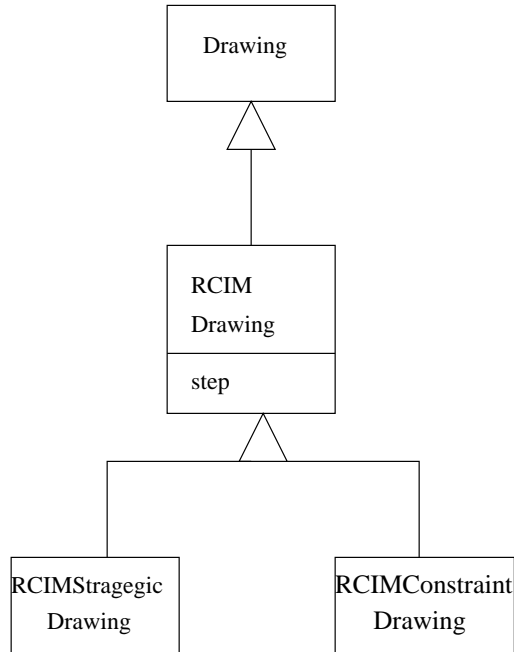 Drawing
RCIM
Drawing
step
RCIMStragegic
Drawing
RCIMConstraint
Drawing